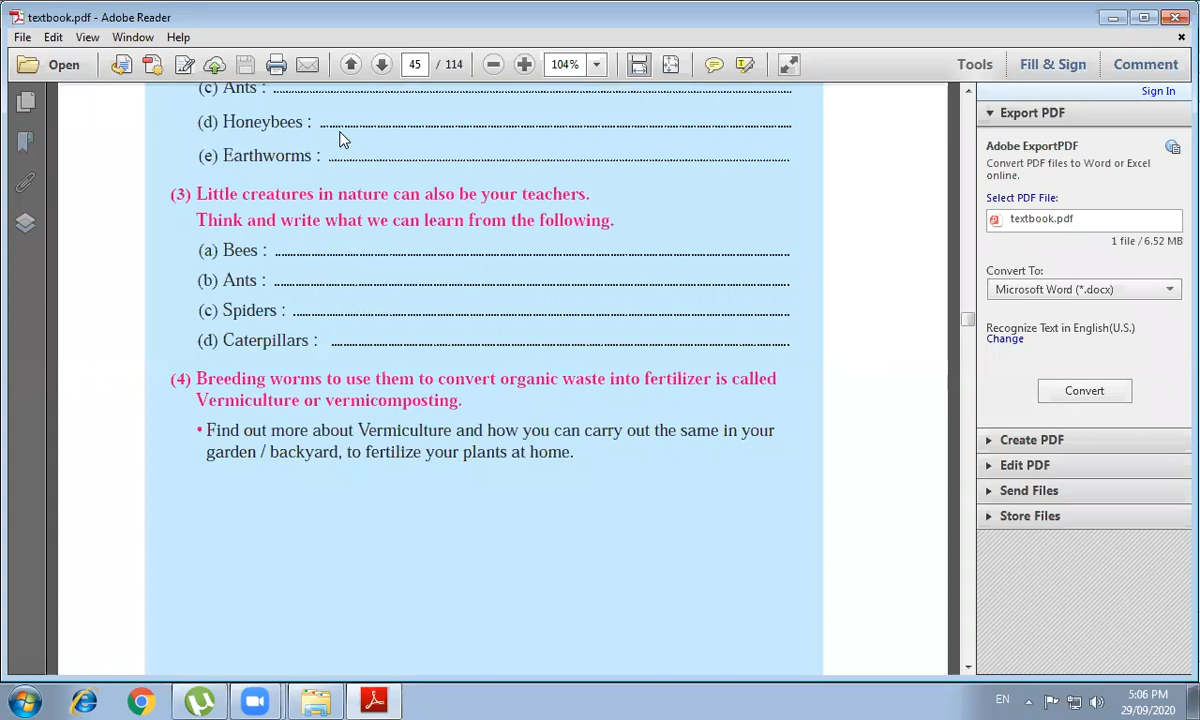 textbook.pdf - Adobe Reader
File Edit View Window Help
Open 45 / 114 104% Tools Fill & Sign Comment
Sign In
(c) Ants :
(d) Honeybees :
(e) Earthworms :
(3) Little creatures in nature can also be your teachers.
Think and write what we can learn from the following.
(a) Bees :
(b) Ants :
(c) Spiders :
(d) Caterpillars :
(4) Breeding worms to use them to convert organic waste into fertilizer is called
Vermiculture or vermicomposting.
• Find out more about Vermiculture and how you can carry out the same in your
garden / backyard, to fertilize your plants at home.
Export PDF
Adobe ExportPDF
Convert PDF files to Word or Excel
online.
Select PDF File:
textbook.pdf
1 file / 6.52 MB
Convert To:
Microsoft Word (*.docx)
Recognize Text in English(U.S.)
Change
Convert
Create PDF
Edit PDF
Send Files
Store Files
EN
5:06 PM
29/09/2020